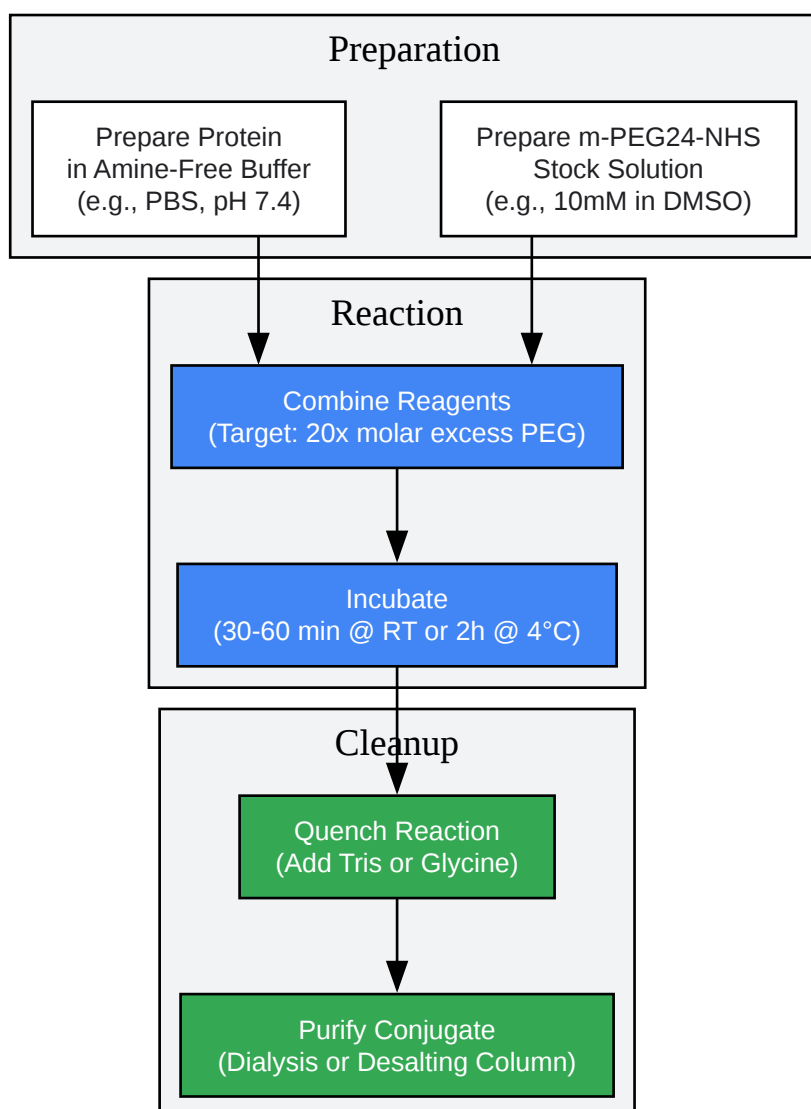 Preparation
Prepare Protein
in Amine-Free Buffer
(e.g., PBS, pH 7.4)
Prepare m-PEG24-NHS
Stock Solution
(e.g., 10mM in DMSO)
Reaction
Combine Reagents
(Target: 20x molar excess PEG)
Incubate
(30-60 min @ RT or 2h @ 4°C)
Cleanup
Quench Reaction
(Add Tris or Glycine)
Purify Conjugate
(Dialysis or Desalting Column)